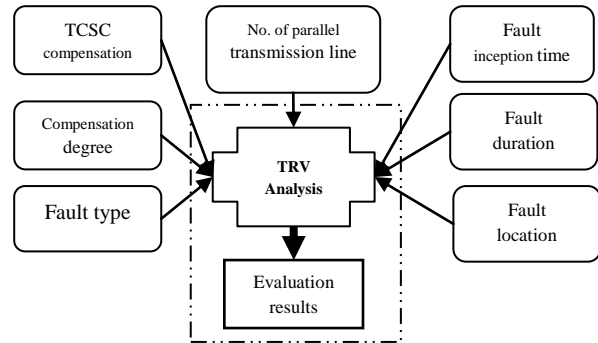 TCSC
compensation
No. of parallel
transmission line
Fault
inception time
Compensation
degree
TRV
Analysis
Fault
duration
Fault type
Fault
location
Evaluation
results